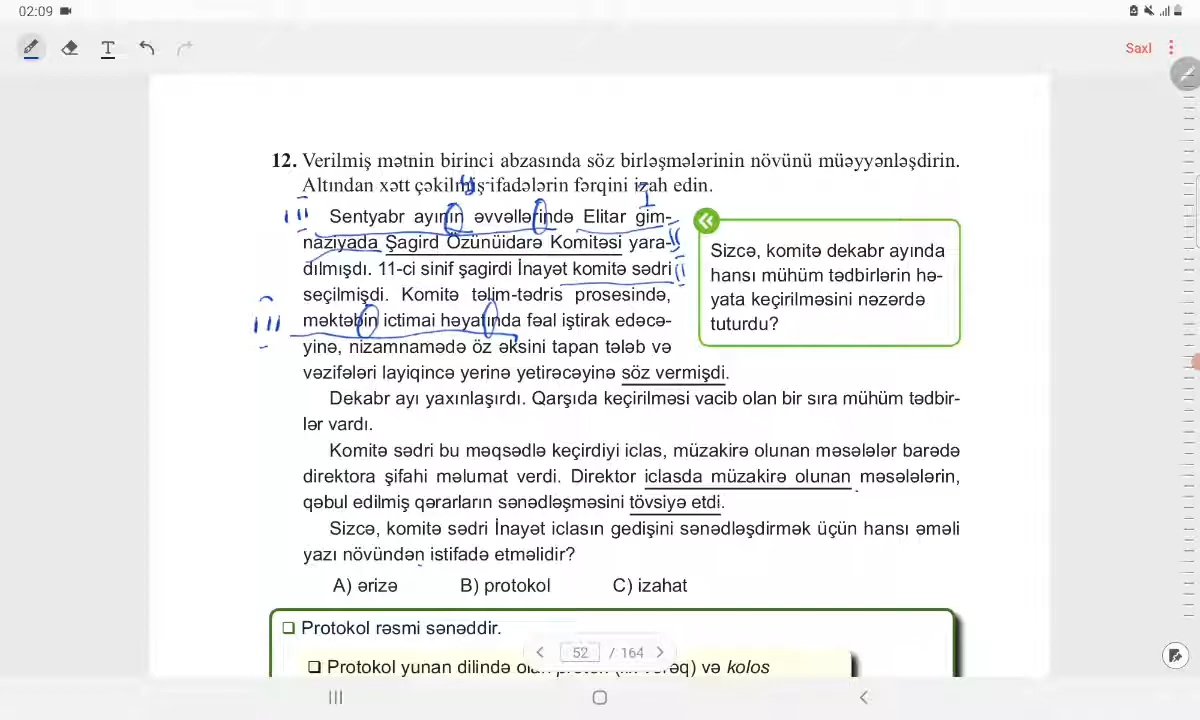 02:09
T
Saxl
12. Verilmiş mətnin birinci abzasında söz birləşmələrinin növünü müəyyənləşdirin.
Altından xətt çəkilmiş ifadələrin fərqini izah edin.
III Sentyabr ayının əvvəllərində Elitar gim-
naziyada Şagird Özünüidarə Komitəsi yara-
dılmışdı. 11-ci sinif şagirdi İnayət komitə sədri
seçilmişdi. Komitə təlim-tədris prosesində,
III məktəbin ictimai həyatında fəal iştirak edəcə-
yinə, nizamnamədə öz əksini tapan tələb və
vəzifələri layiqincə yerinə yetirəcəyinə söz vermişdi.
I
II
II
Sizcə, komitə dekabr ayında
hansı mühüm tədbirlərin hə-
yata keçirilməsini nəzərdə
tuturdu?
Dekabr ayı yaxınlaşırdı. Qarşıda keçirilməsi vacib olan bir sıra mühüm tədbir-
lər vardı.
Komitə sədri bu məqsədlə keçirdiyi iclas, müzakirə olunan məsələlər barədə
direktora şifahi məlumat verdi. Direktor iclasda müzakirə olunan məsələlərin,
qəbul edilmiş qərarların sənədləşməsini tövsiyə etdi.
Sizcə, komitə sədri İnayət iclasın gedişini sənədləşdirmək üçün hansı əməli
yazı növündən istifadə etməlidir?
A) ərizə B) protokol C) izahat
Protokol rəsmi sənəddir.
Protokol yunan dilində və kolos
52 / 164